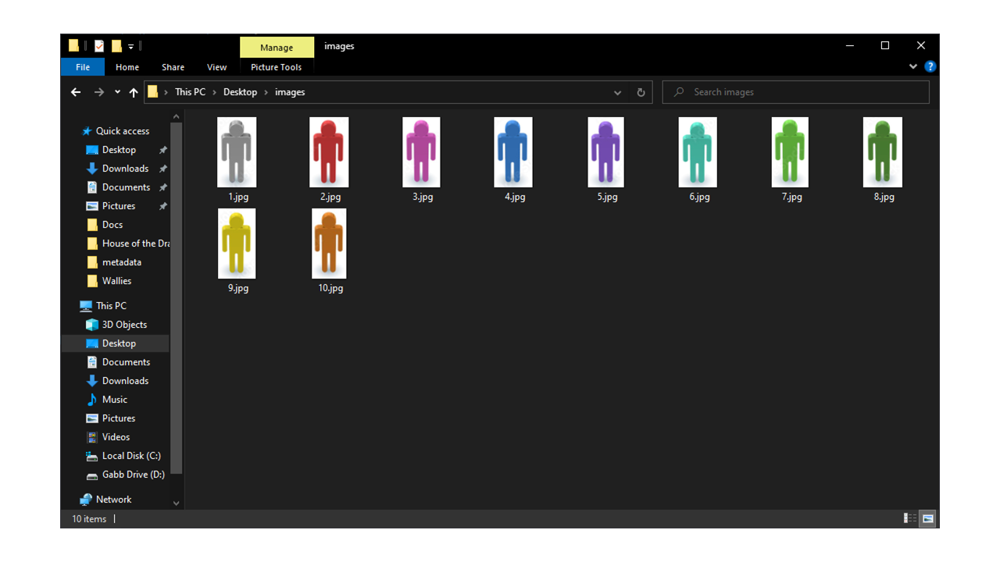 Manage images
File Home Share View Picture Tools
This PC > Desktop > images Search images
Quick access
Desktop
Downloads
Documents
Pictures
Docs
House of the Dra
metadata
Wallies
This PC
3D Objects
Desktop
Documents
Downloads
Music
Pictures
Videos
Local Disk (C:)
Gabb Drive (D:)
Network
1.jpg 2.jpg 3.jpg 4.jpg 5.jpg 6.jpg 7.jpg 8.jpg
9.jpg 10.jpg
10 items